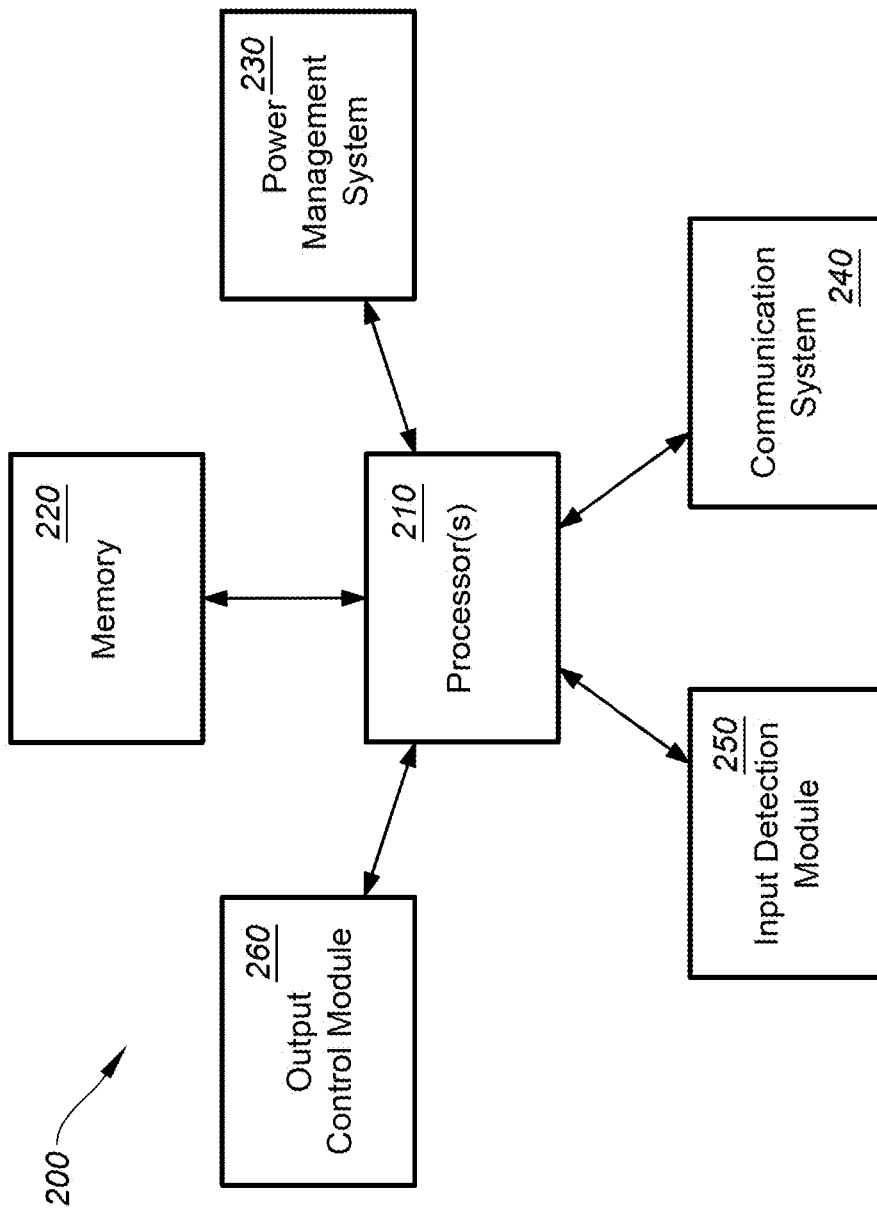 200
Memory
220
Output
Control Module
260
Power
Management
System
230
Processor(s)
210
Input Detection
Module
250
Communication
System
240